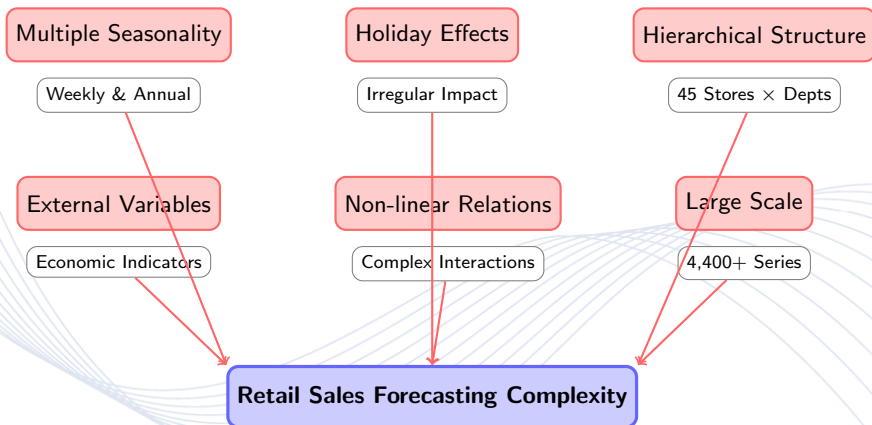 Multiple Seasonality
Holiday Effects
Hierarchical Structure
Weekly & Annual
Irregular Impact
45 Stores × Depts
External Variables
Non-linear Relations
Large Scale
Economic Indicators
Complex Interactions
4,400+ Series
Retail Sales Forecasting Complexity